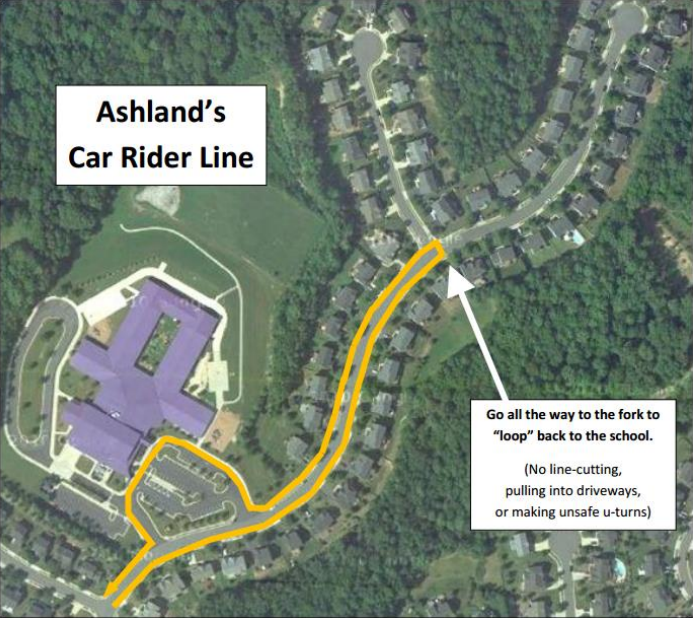 Ashland's
Car Rider Line
Go all the way to the fork to
“loop” back to the school.
(No line-cutting,
pulling into driveways,
or making unsafe u-turns)